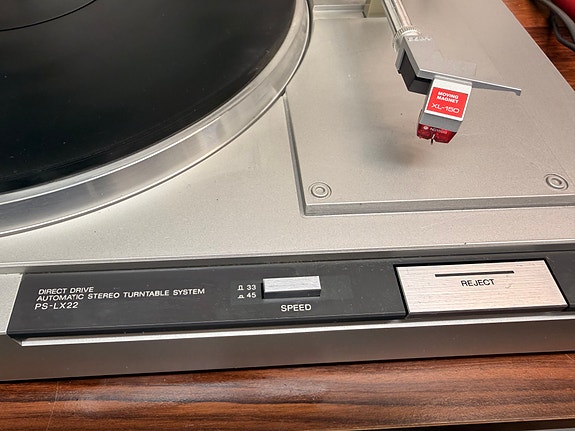 MOVING
MAGNET
XL-150
DIRECT DRIVE
AUTOMATIC STEREO TURNTABLE SYSTEM
PS-LX22
33
45
SPEED
REJECT